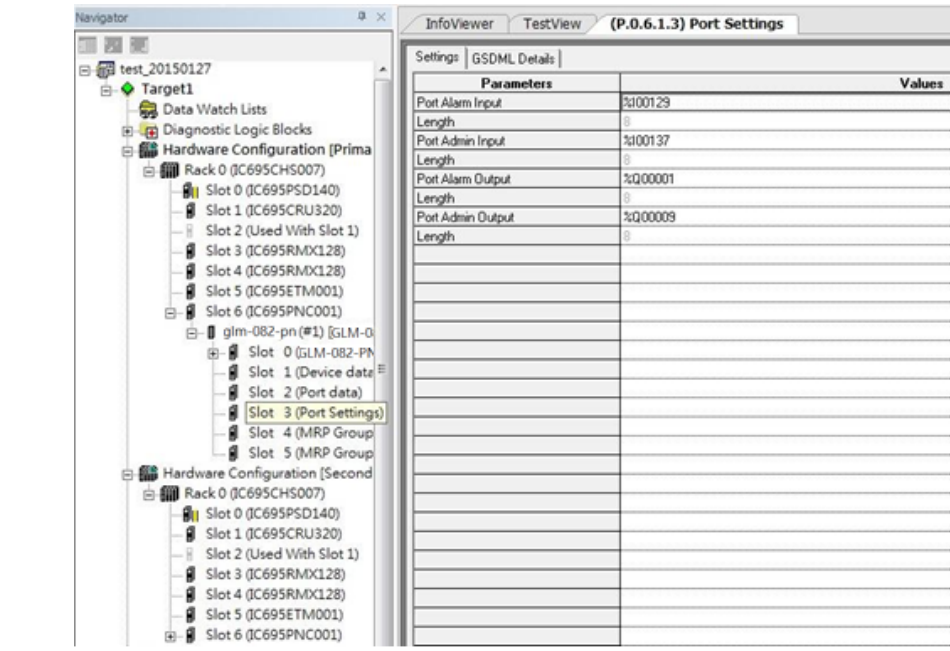 Navigator
test_20150127
Target1
Data Watch Lists
Diagnostic Logic Blocks
Hardware Configuration [Prima
Rack 0 (IC695CHS007)
Slot 0 (IC695PSD140)
Slot 1 (IC695CRU320)
Slot 2 (Used With Slot 1)
Slot 3 (IC695RMX128)
Slot 4 (IC695RMX128)
Slot 5 (IC695ETM001)
Slot 6 (IC695PNC001)
glm-082-pn (#1) [GLM-0
Slot 0 (GLM-082-PN
Slot 1 (Device data
Slot 2 (Port data)
Slot 3 (Port Settings)
Slot 4 (MRP Group
Slot 5 (MRP Group
Hardware Configuration [Second
Rack 0 (IC695CHS007)
Slot 0 (IC695PSD140)
Slot 1 (IC695CRU320)
Slot 2 (Used With Slot 1)
Slot 3 (IC695RMX128)
Slot 4 (IC695RMX128)
Slot 5 (IC695ETM001)
Slot 6 (IC695PNC001)
InfoViewer TestView (P.0.6.1.3) Port Settings
Settings GSDML Details
Parameters Values
Port Alarm Input %I00129
Length 8
Port Admin Input %I00137
Length 8
Port Alarm Output %Q00001
Length 8
Port Admin Output %Q00009
Length 8